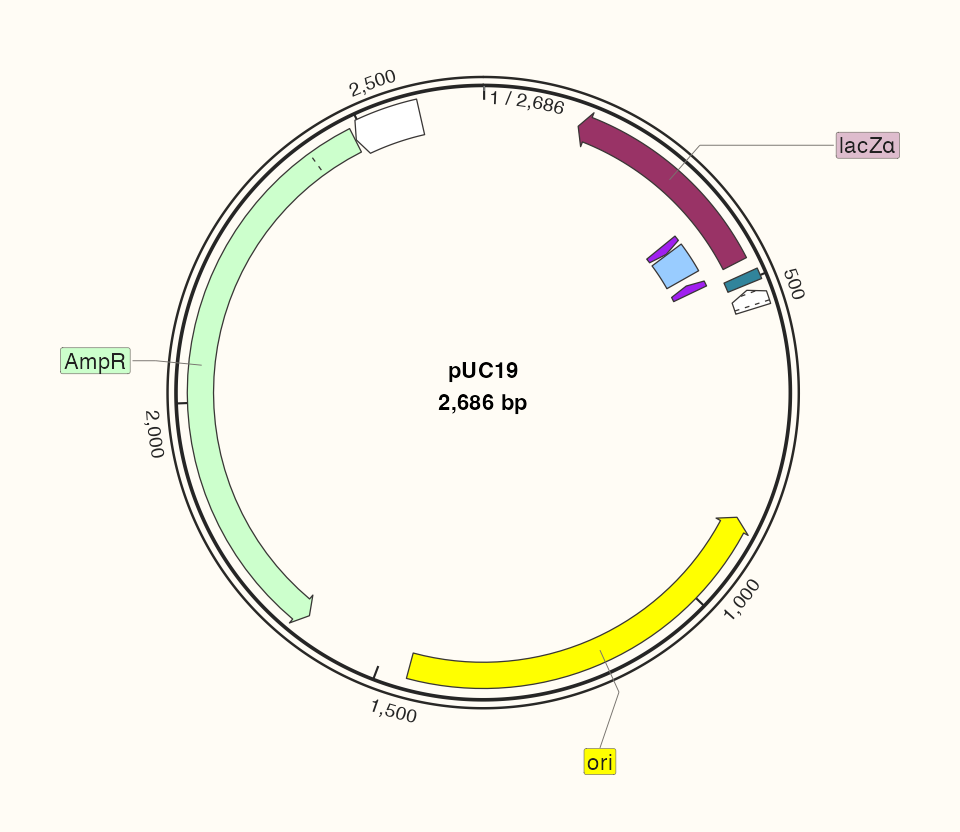 2,500
1 / 2,686
lacZα
500
AmpR
pUC19
2,686 bp
2,000
1,000
1,500
ori